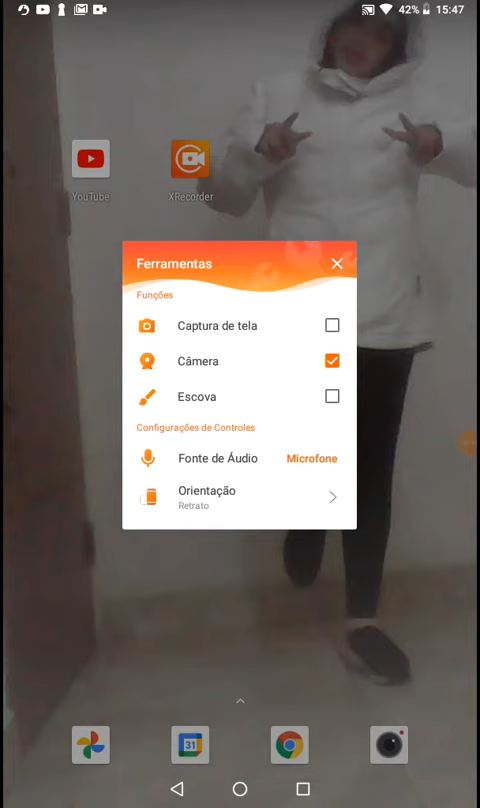 42% 15:47
YouTube XRecorder
Ferramentas
Funções
Captura de tela
Câmera
Escova
Configurações de Controles
Fonte de Áudio Microfone
Orientação
Retrato
31